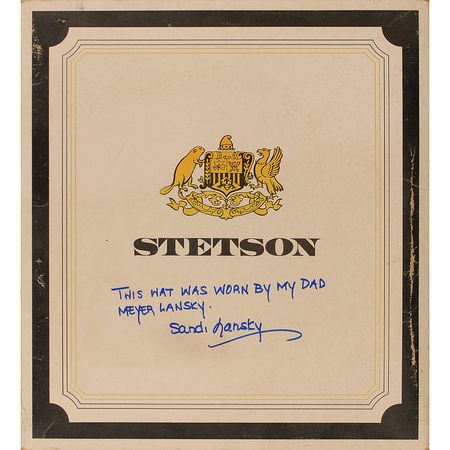 STETSON
THIS HAT WAS WORN BY MY DAD
MEYER LANSKY.
Sandi Lansky